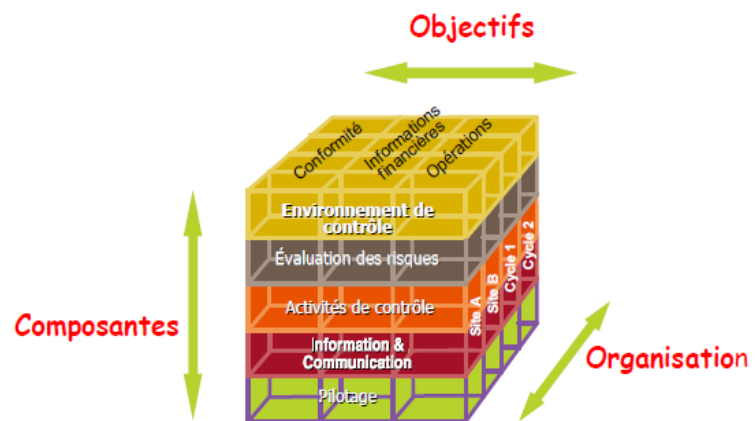 Objectifs
Conformité
Informations
financières
Opérations
Environnement de
contrôle
Évaluation des risques
Activités de contrôle
Information &
Communication
Pilotage
Site A
Site B
Cycle 1
Cycle 2
Composantes
Organisation